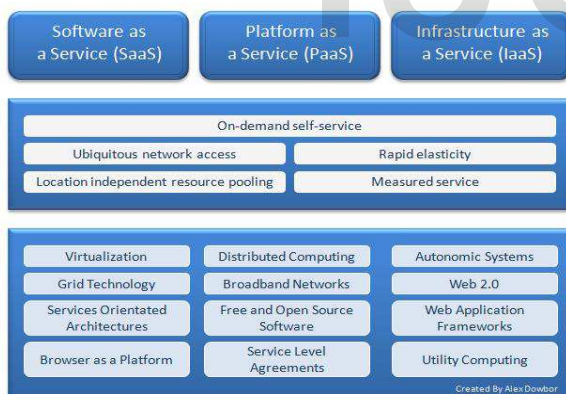 Software as
a Service (SaaS)
Platform as
a Service (PaaS)
Infrastructure as
a Service (IaaS)
On-demand self-service
Ubiquitous network access
Rapid elasticity
Location independent resource pooling
Measured service
Virtualization
Distributed Computing
Autonomic Systems
Grid Technology
Broadband Networks
Web 2.0
Services Orientated
Architectures
Free and Open Source
Software
Web Application
Frameworks
Browser as a Platform
Service Level
Agreements
Utility Computing
Created By Alex Dowbor